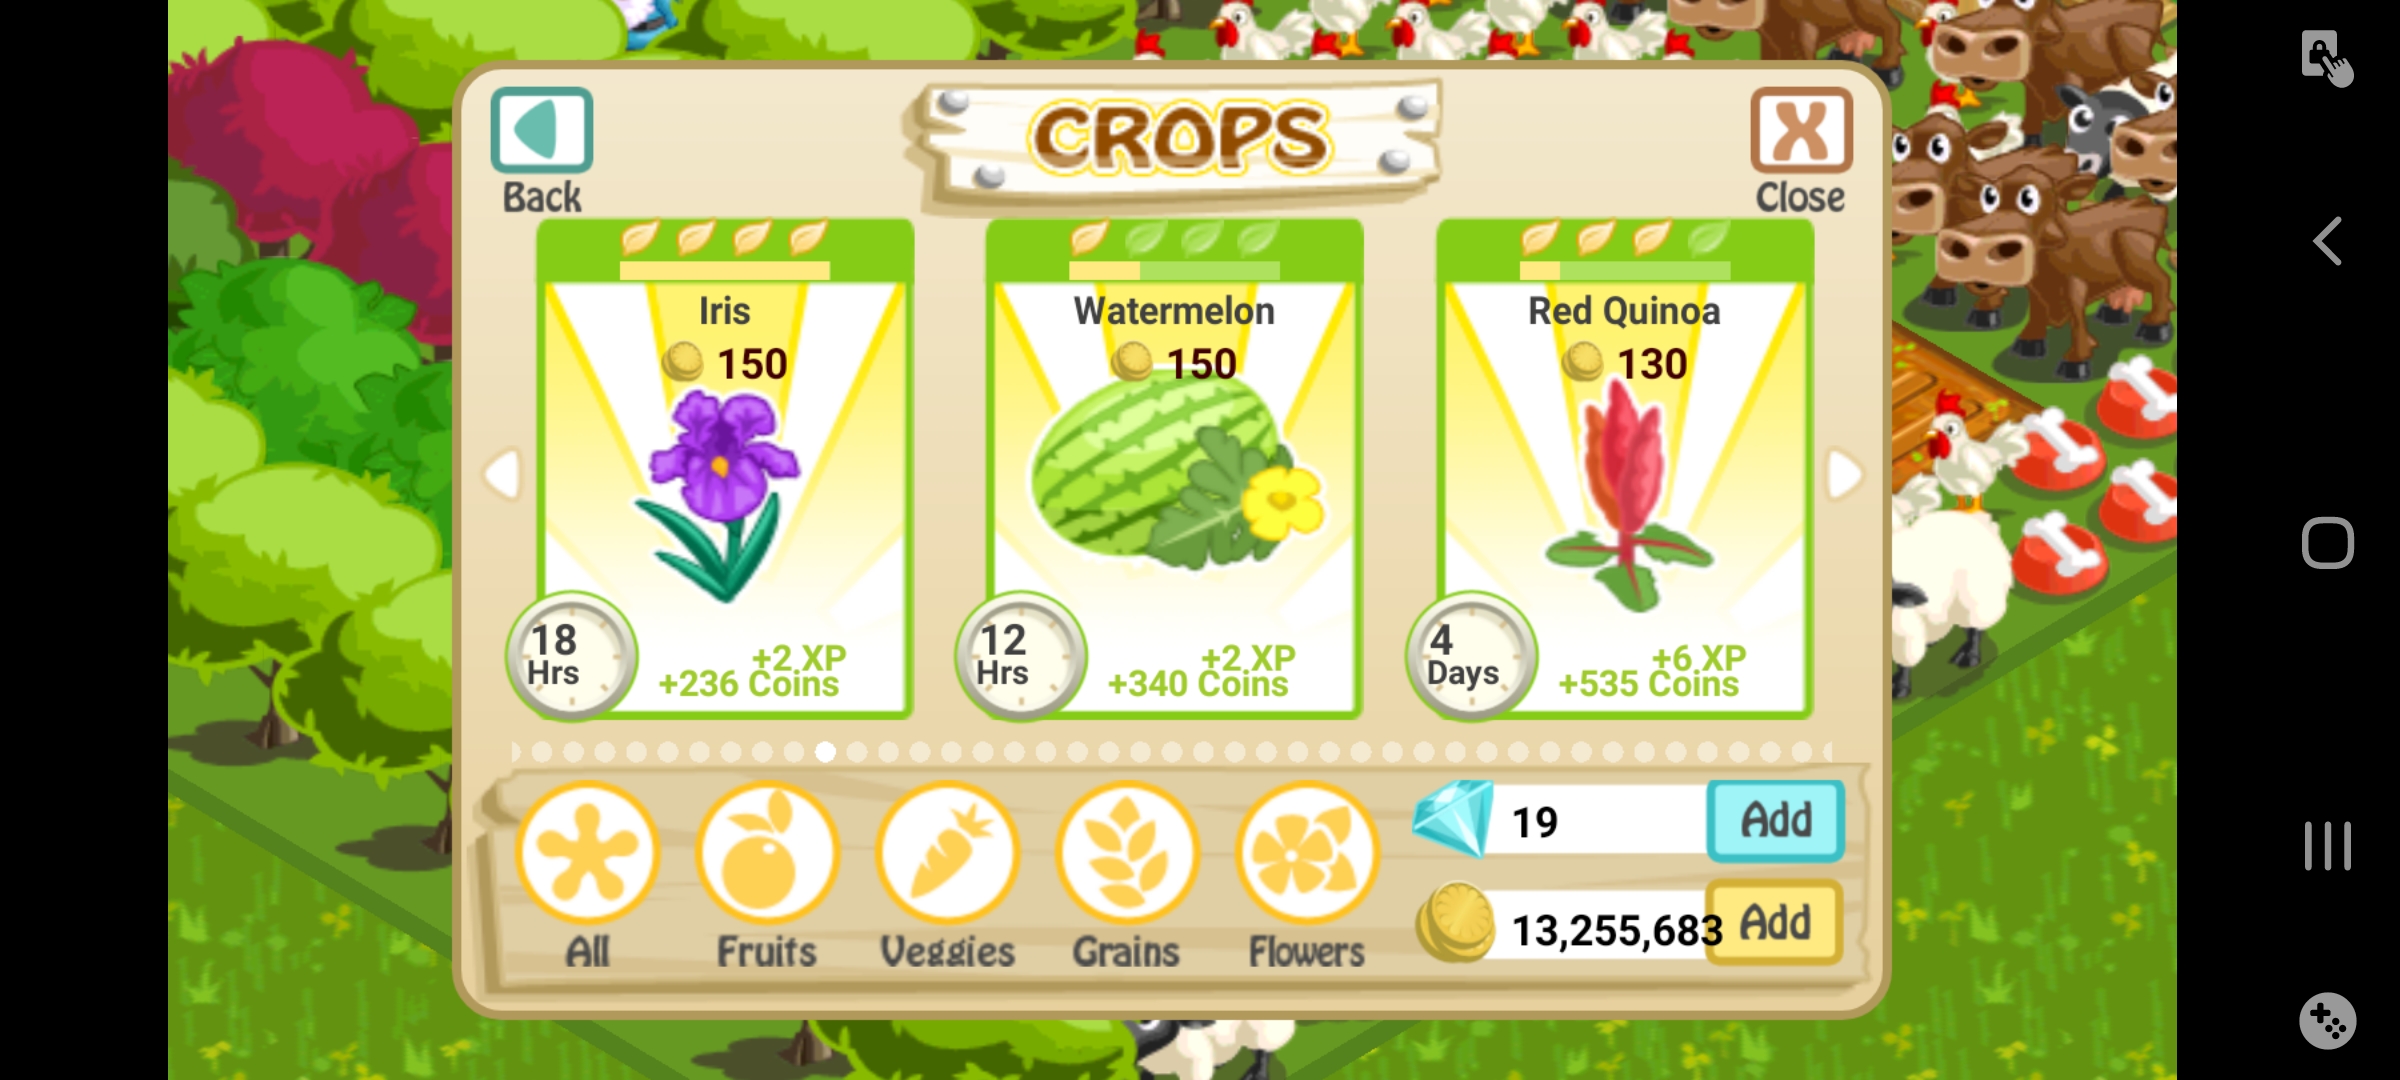 CROPS
Back
Close
Iris
150
18
Hrs
+2 XP
+236 Coins
Watermelon
150
12
Hrs
+2 XP
+340 Coins
Red Quinoa
130
4
Days
+6 XP
+535 Coins
All
Fruits
Veggies
Grains
Flowers
19
Add
13,255,683
Add